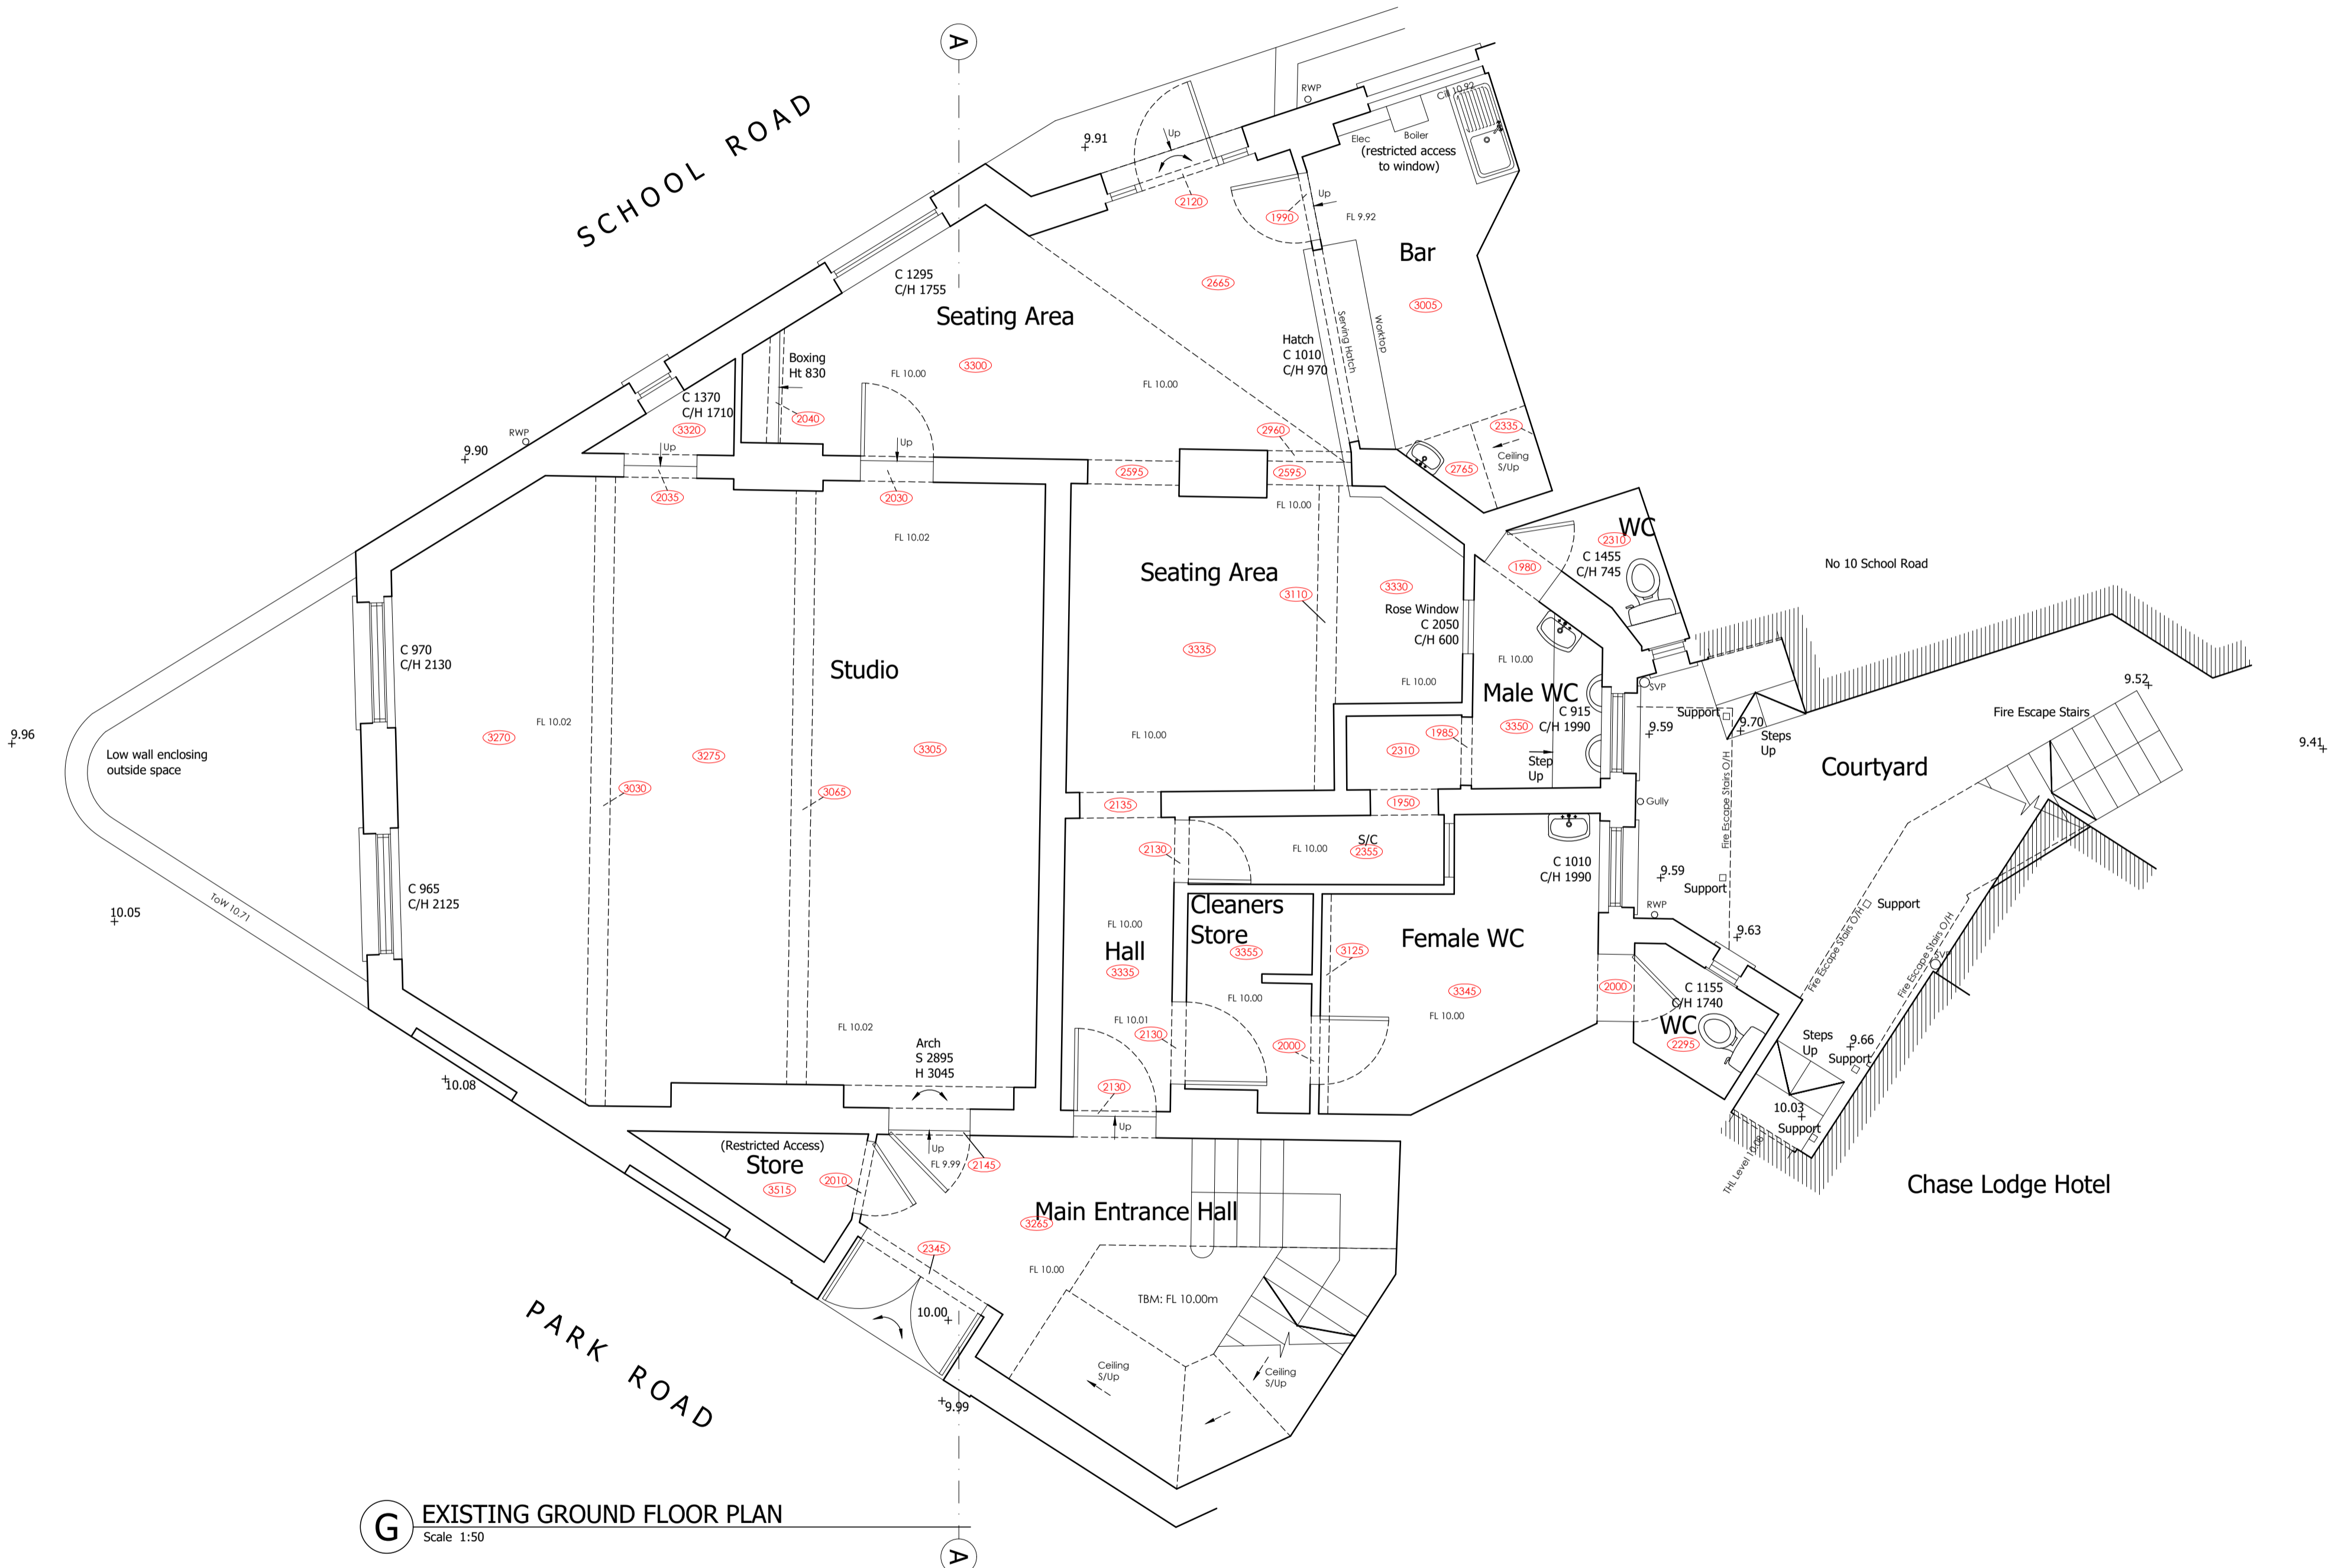 A
SCHOOL ROAD
RWP
9.91
Up
2120
Elec
Boiler
Cill 10.92
(restricted access
to window)
1990
Up
FL 9.92
Bar
2665
3005
C 1295
C/H 1755
Seating Area
Serving Hatch
Worktop
Hatch
C 1010
C/H 970
Boxing
Ht 830
3300
FL 10.00
FL 10.00
C 1370
C/H 1710
3320
2040
RWP
9.90
Up
Up
2960
2335
Ceiling
S/Up
2765
2595
2595
2035
2030
FL 10.00
FL 10.02
WC
2310
C 1455
C/H 745
1980
No 10 School Road
Seating Area
3110
3330
Rose Window
C 2050
C/H 600
3335
FL 10.00
C 970
C/H 2130
Studio
FL 10.00
Male WC
SVP
C 915
C/H 1990
3350
1985
2310
Step
Up
Support
9.70
9.59
Steps
Up
9.52
Fire Escape Stairs
9.41
Courtyard
9.96
Low wall enclosing
outside space
FL 10.02
3270
3275
3305
FL 10.00
3030
3065
2135
1950
Gully
Fire Escape Stairs O/H
2130
FL 10.00
S/C
2355
C 1010
C/H 1990
9.59
Support
RWP
C 965
C/H 2125
ToW 10.71
10.05
Cleaners
Store
FL 10.00
Hall
3335
3355
Female WC
3125
9.63
Support
Fire Escape Stairs O/H
Fire Escape Stairs O/H
SVP
3345
2000
C 1155
C/H 1740
FL 10.00
FL 10.00
FL 10.01
2130
2000
WC
2295
Steps
Up
9.66
Support
FL 10.02
Arch
S 2895
H 3045
10.08
2130
Up
10.03
Support
THL Level 10.08
Chase Lodge Hotel
(Restricted Access)
Store
3515
2010
Up
FL 9.99
2145
Main Entrance Hall
3265
2345
FL 10.00
TBM: FL 10.00m
10.00
PARK ROAD
Ceiling
S/Up
Ceiling
S/Up
9.99
G
EXISTING GROUND FLOOR PLAN
Scale 1:50
A